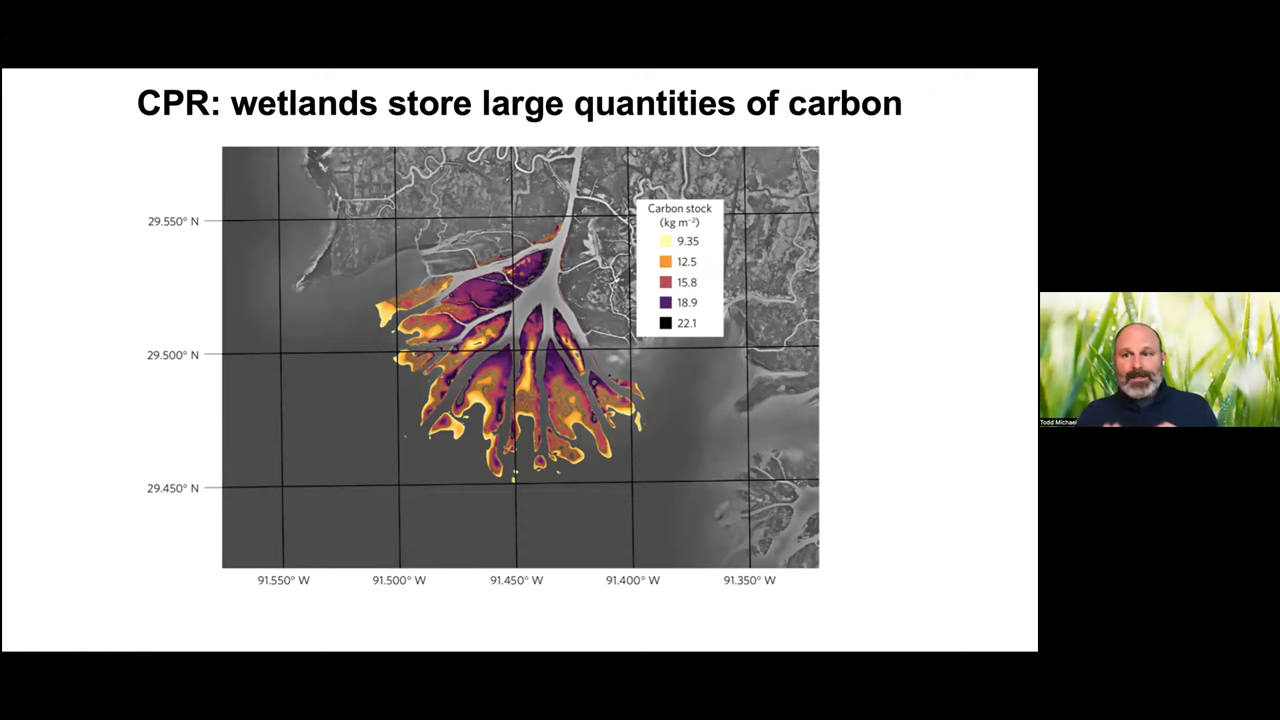 CPR: wetlands store large quantities of carbon
Carbon stock
(kg m⁻²)
9.35
12.5
15.8
18.9
22.1
29.550° N
29.500° N
29.450° N
91.550° W
91.500° W
91.450° W
91.400° W
91.350° W
Todd Michael